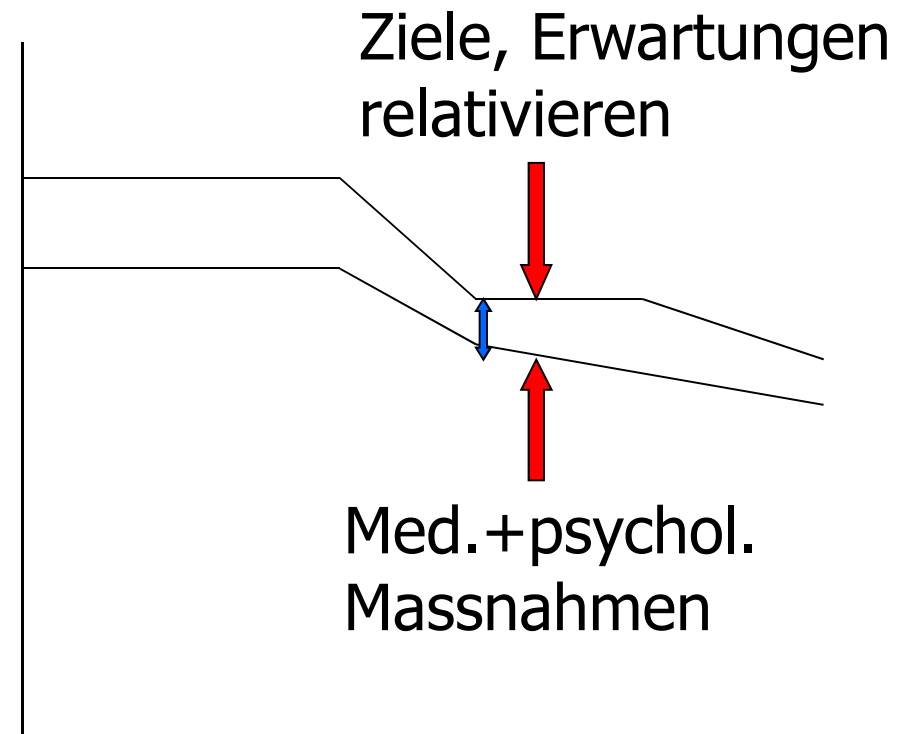 Ziele, Erwartungen
relativieren
Med.+psychol.
Massnahmen